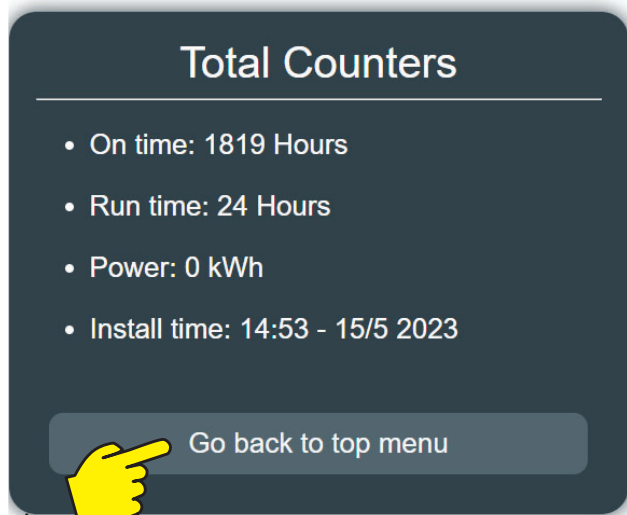 Total Counters
• On time: 1819 Hours
• Run time: 24 Hours
• Power: 0 kWh
• Install time: 14:53 - 15/5 2023
Go back to top menu